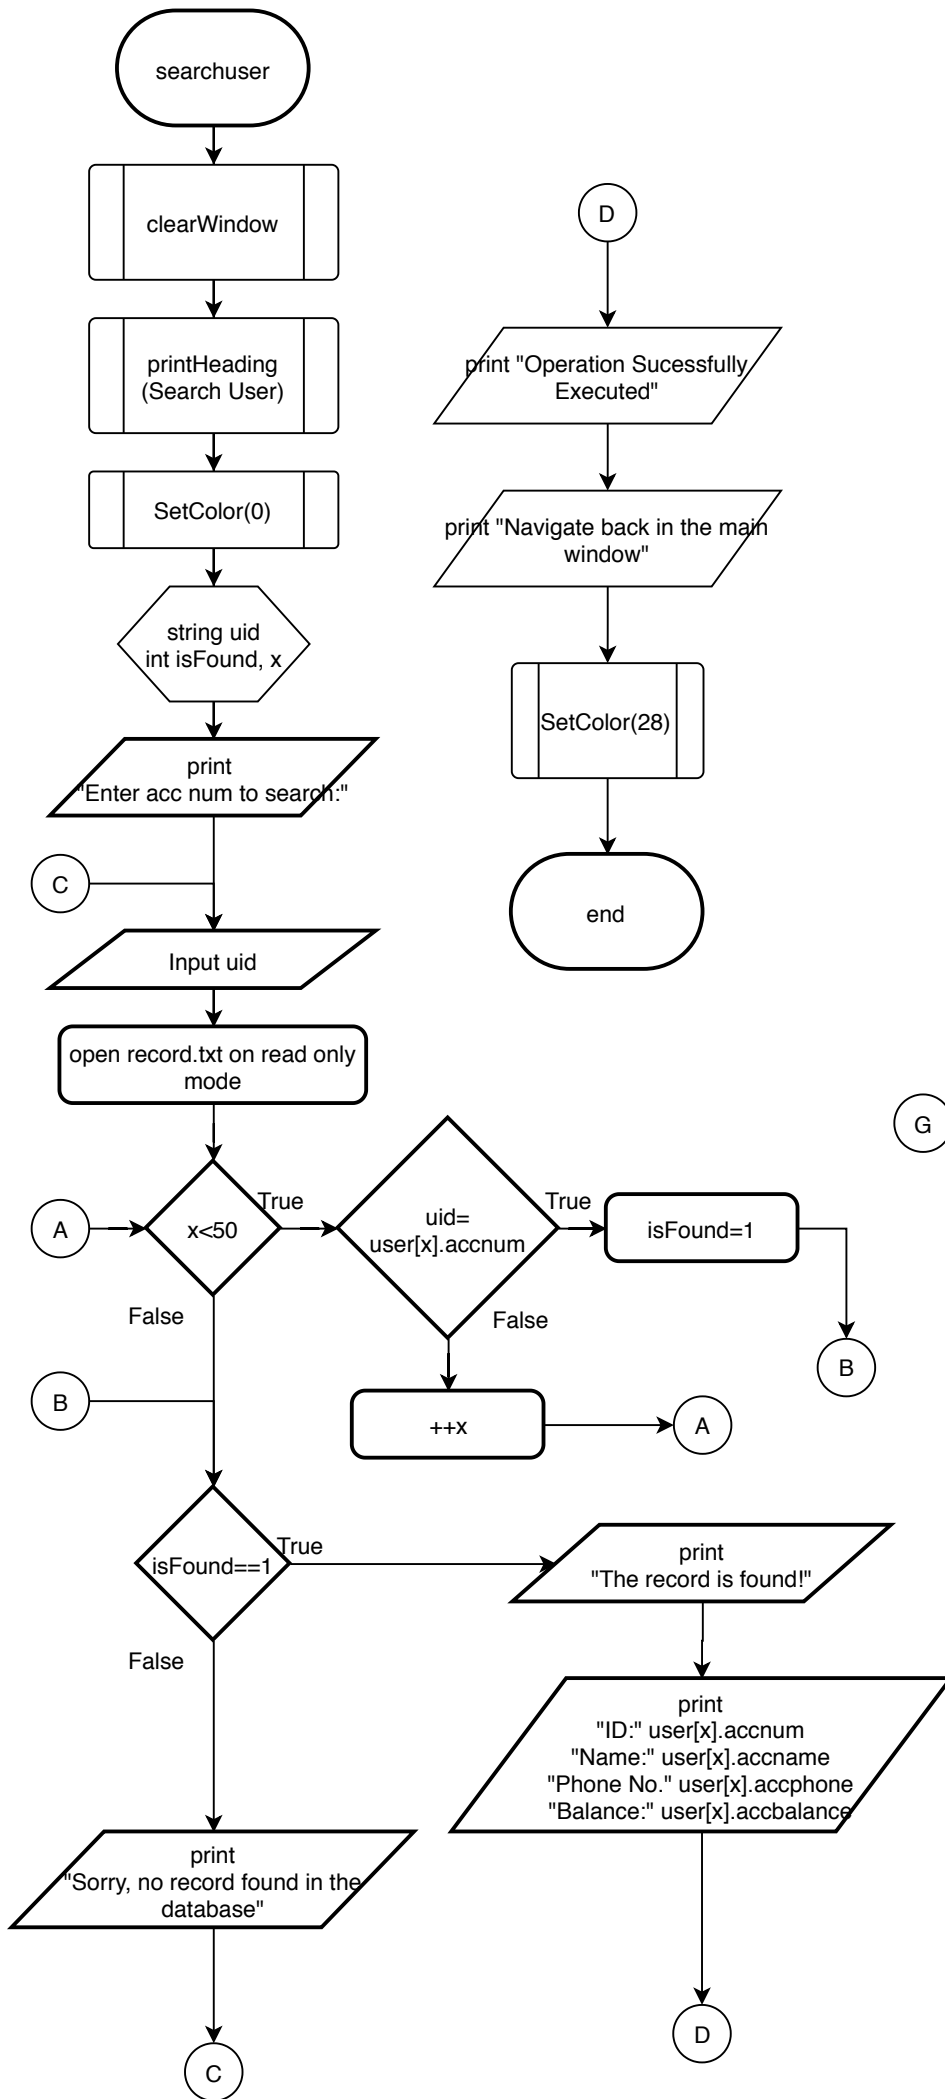 searchuser
clearWindow
printHeading
(Search User)
SetColor(0)
string uid
int isFound, x
print
"Enter acc num to search:"
C
Input uid
open record.txt on read only
mode
A
x<50
True
False
uid=
user[x].accnum
True
False
isFound=1
B
++x
A
B
isFound==1
True
False
print
"The record is found!"
print
"ID:" user[x].accnum
"Name:" user[x].accname
"Phone No." user[x].accphone
"Balance:" user[x].accbalance
D
print
"Sorry, no record found in the
database"
C
D
print "Operation Sucessfully
Executed"
print "Navigate back in the main
window"
SetColor(28)
end
G